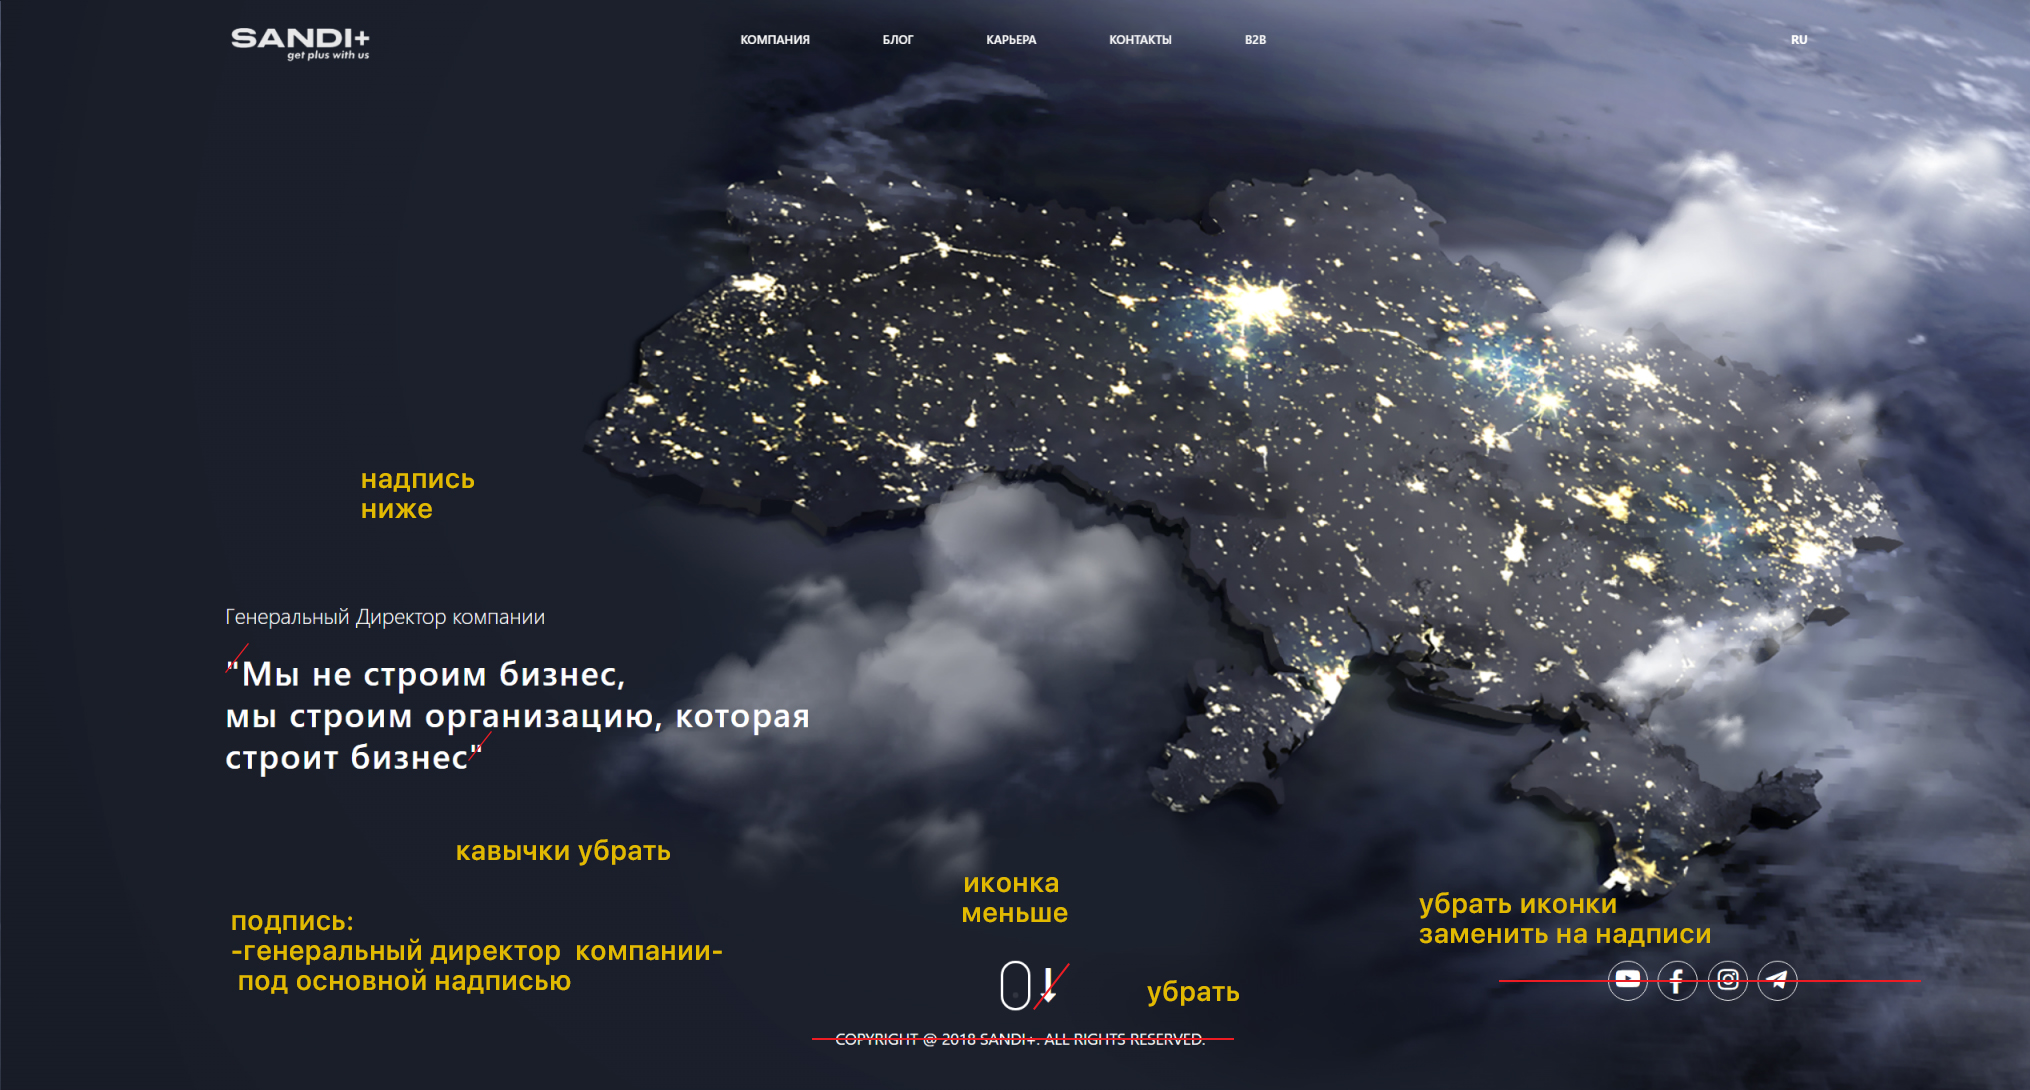 SANDI+
get plus with us
КОМПАНИЯ
БЛОГ
КАРЬЕРА
КОНТАКТЫ
B2B
RU
надпись
ниже
Генеральный Директор компании
"Мы не строим бизнес,
мы строим организацию, которая
строит бизнес"
кавычки убрать
подпись:
-генеральный директор компании-
под основной надписью
иконка
меньше
убрать
убрать иконки
заменить на надписи
COPYRIGHT @ 2018 SANDI+. ALL RIGHTS RESERVED.